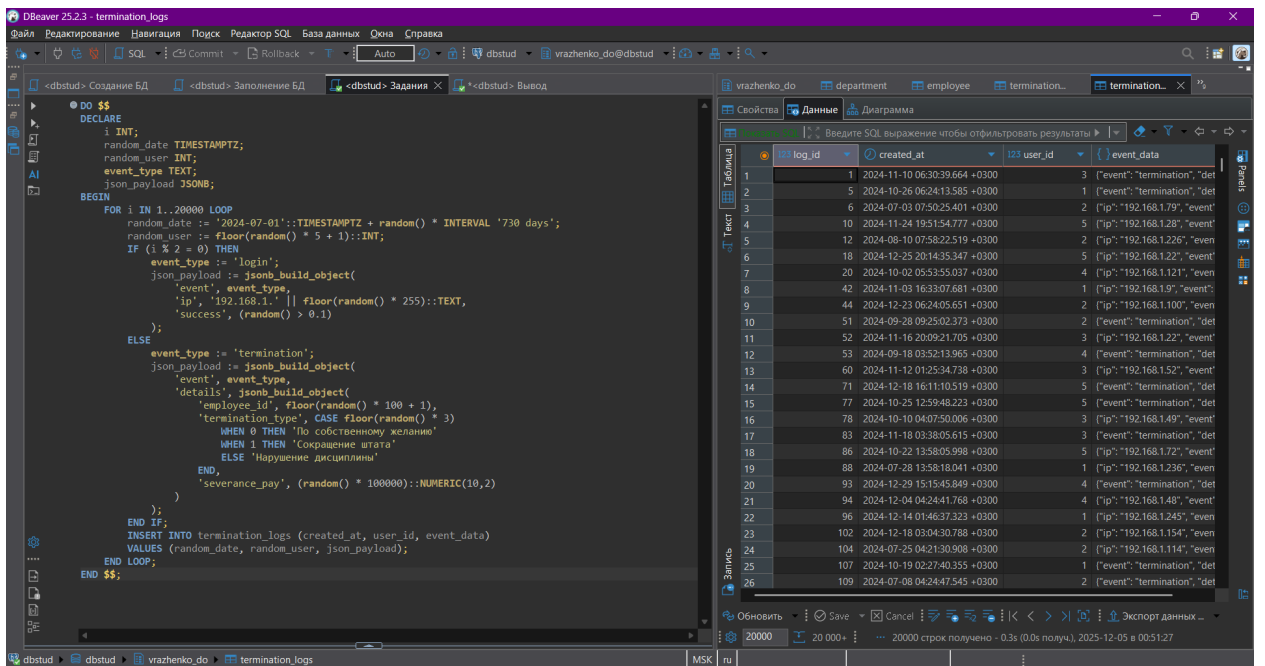 DBeaver 25.2.3 - termination_logs
Файл Редактирование Навигация Поиск Редактор SQL База данных Окна Справка
SQL Commit Rollback T Auto dbstud vrazhenko_do@dbstud
<dbstud> Создание БД <dbstud> Заполнение БД <dbstud> Задания *<dbstud> Вывод
DO $$
DECLARE
i INT;
random_date TIMESTAMPTZ;
random_user INT;
event_type TEXT;
json_payload JSONB;
BEGIN
FOR i IN 1..20000 LOOP
random_date := '2024-07-01'::TIMESTAMPTZ + random() * INTERVAL '730 days';
random_user := floor(random() * 5 + 1)::INT;
IF (i % 2 = 0) THEN
event_type := 'login';
json_payload := jsonb_build_object(
'event', event_type,
'ip', '192.168.1.' || floor(random() * 255)::TEXT,
'success', (random() > 0.1)
);
ELSE
event_type := 'termination';
json_payload := jsonb_build_object(
'event', event_type,
'details', jsonb_build_object(
'employee_id', floor(random() * 100 + 1),
'termination_type', CASE floor(random() * 3)
WHEN 0 THEN 'По собственному желанию'
WHEN 1 THEN 'Сокращение штата'
ELSE 'Нарушение дисциплины'
END,
'severance_pay', (random() * 100000)::NUMERIC(10,2)
)
);
END IF;
INSERT INTO termination_logs (created_at, user_id, event_data)
VALUES (random_date, random_user, json_payload);
END LOOP;
END $$;
AI
vrazhenko_do department employee termination... termination...
Свойства Данные Диаграмма
Введите SQL выражение чтобы отфильтровать результаты
Таблица
Текст
Запись
Panels
123 log_id created_at 123 user_id { } event_data
1 1 2024-11-10 06:30:39.664 +0300 3 {"event": "termination", "det
2 5 2024-10-26 06:24:13.585 +0300 1 {"event": "termination", "det
3 6 2024-07-03 07:50:25.401 +0300 2 {"ip": "192.168.1.79", "event"
4 10 2024-11-24 19:51:54.777 +0300 5 {"ip": "192.168.1.28", "event"
5 12 2024-08-10 07:58:22.519 +0300 2 {"ip": "192.168.1.226", "even
6 18 2024-12-25 20:14:35.347 +0300 5 {"ip": "192.168.1.22", "event"
7 20 2024-10-02 05:53:55.037 +0300 4 {"ip": "192.168.1.121", "even
8 42 2024-11-03 16:33:07.681 +0300 1 {"ip": "192.168.1.9", "event":
9 44 2024-12-23 06:24:05.651 +0300 2 {"ip": "192.168.1.100", "even
10 51 2024-09-28 09:25:02.373 +0300 2 {"event": "termination", "det
11 52 2024-11-16 20:09:21.705 +0300 3 {"ip": "192.168.1.22", "event"
12 53 2024-09-18 03:52:13.965 +0300 4 {"event": "termination", "det
13 60 2024-11-12 01:25:34.738 +0300 3 {"ip": "192.168.1.52", "event"
14 71 2024-12-18 16:11:10.519 +0300 5 {"event": "termination", "det
15 77 2024-10-25 12:59:48.223 +0300 5 {"event": "termination", "det
16 78 2024-10-10 04:07:50.006 +0300 3 {"ip": "192.168.1.49", "event"
17 83 2024-11-18 03:38:05.615 +0300 3 {"event": "termination", "det
18 86 2024-10-22 13:58:05.998 +0300 5 {"ip": "192.168.1.72", "event"
19 88 2024-07-28 13:58:18.041 +0300 1 {"ip": "192.168.1.236", "even
20 93 2024-12-29 15:15:45.849 +0300 4 {"event": "termination", "det
21 94 2024-12-04 04:24:41.768 +0300 4 {"ip": "192.168.1.48", "event"
22 96 2024-12-14 01:46:37.323 +0300 1 {"ip": "192.168.1.245", "even
23 102 2024-12-18 03:04:30.788 +0300 2 {"ip": "192.168.1.154", "even
24 104 2024-07-25 04:21:30.908 +0300 2 {"ip": "192.168.1.114", "even
25 107 2024-10-19 02:27:40.355 +0300 1 {"event": "termination", "det
26 109 2024-07-08 04:24:47.545 +0300 2 {"event": "termination", "det
Обновить Save Cancel Экспорт данных ...
20000 20 000+ ··· 20000 строк получено - 0.3s (0.0s получ.), 2025-12-05 в 00:51:27
dbstud dbstud vrazhenko_do termination_logs MSK ru